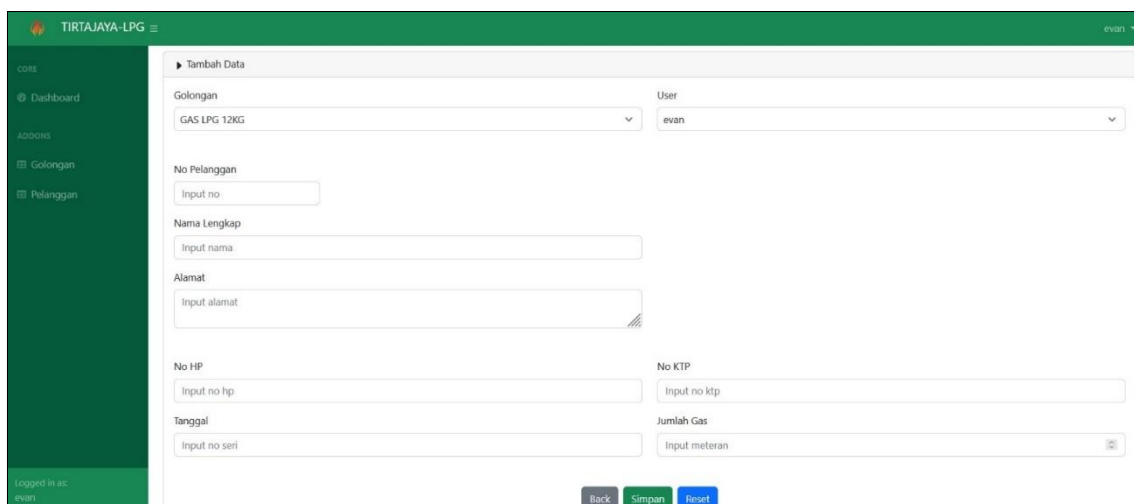 TIRTAJAYA-LPG
evan
CORE
Dashboard
ADDONS
Golongan
Pelanggan
Logged in as:
evan
Tambah Data
Golongan
User
GAS LPG 12KG
evan
No Pelanggan
Input no
Nama Lengkap
Input nama
Alamat
Input alamat
No HP
No KTP
Input no hp
Input no ktp
Tanggal
Jumlah Gas
Input no seri
Input meteran
Back
Simpan
Reset